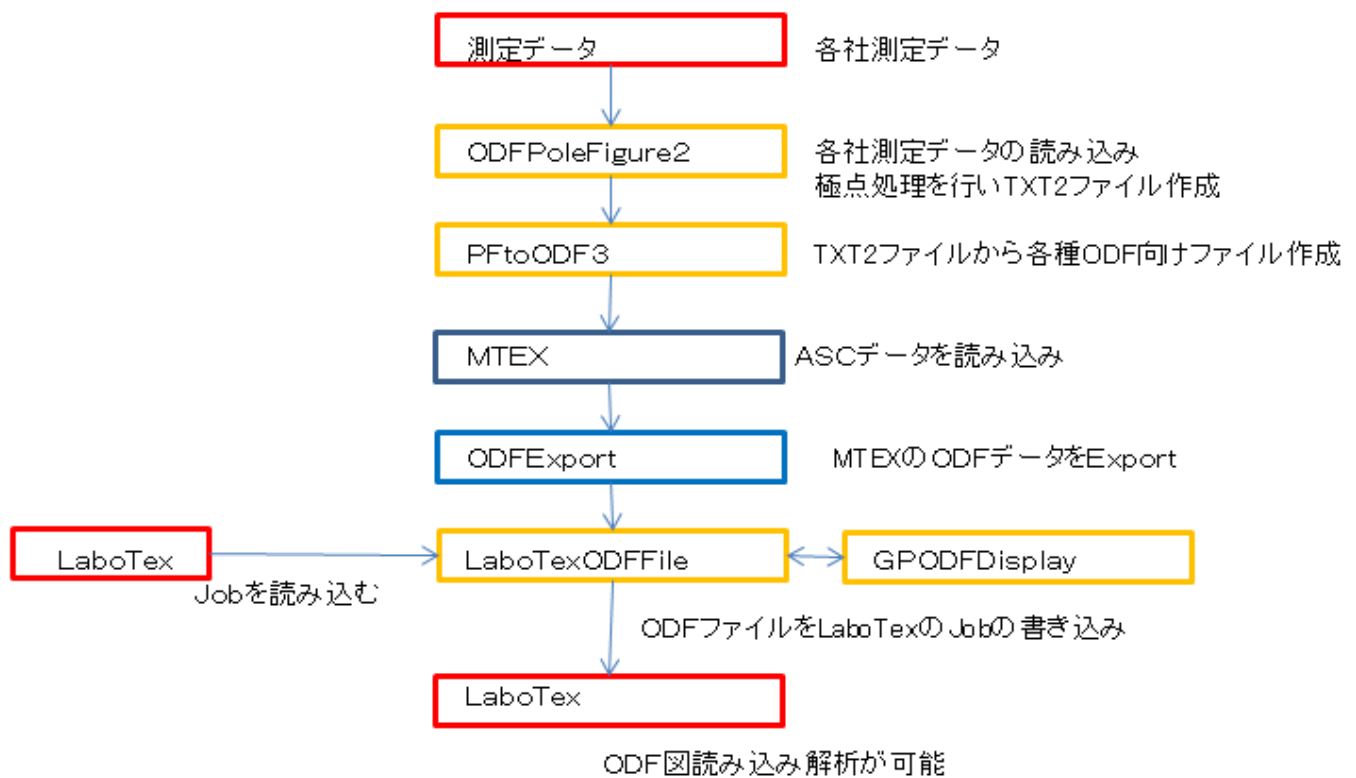 測定データ
各社測定データ
ODFPoleFigure2
各社測定データの読み込み
極点処理を行いTXT2ファイル作成
PFtoODF3
TXT2ファイルから各種ODF向けファイル作成
MTEX
ASCデータを読み込み
ODFExport
MTEXのODFデータをExport
LaboTex
LaboTexODFFile
GPODFDisplay
Jobを読み込む
ODFファイルをLaboTexのJobの書き込み
LaboTex
ODF図読み込み解析が可能